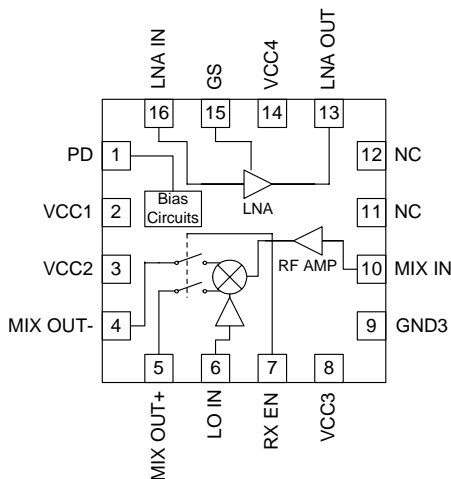 LNA IN
GS
VCC4
LNA OUT
16
15
14
13
PD
1
12
NC
Bias
Circuits
LNA
VCC1
2
11
NC
VCC2
3
RF AMP
10
MIX IN
MIX OUT-
4
9
GND3
5
6
7
8
MIX OUT+
LO IN
RX EN
VCC3